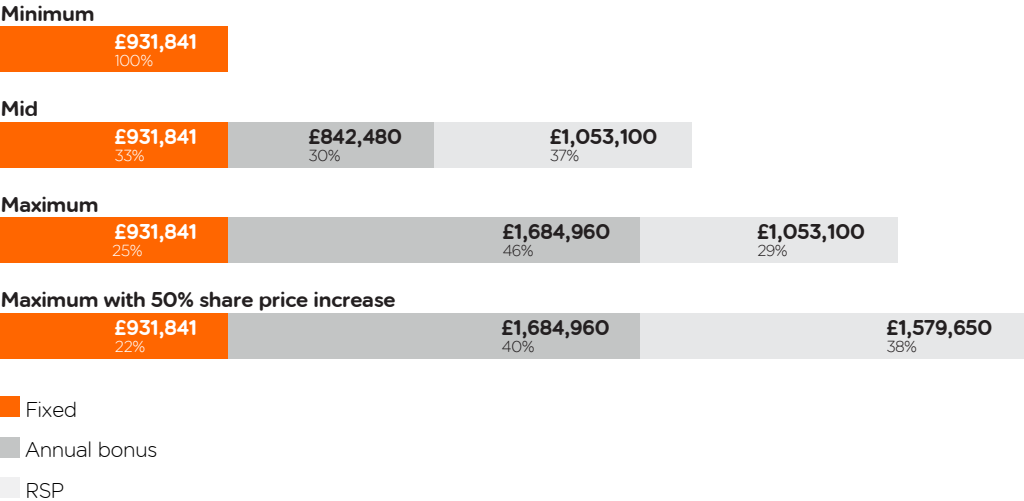 Minimum
£931,841
100%
Mid
£931,841 £842,480 £1,053,100
33% 30% 37%
Maximum
£931,841 £1,684,960 £1,053,100
25% 46% 29%
Maximum with 50% share price increase
£931,841 £1,684,960 £1,579,650
22% 40% 38%
Fixed
Annual bonus
RSP